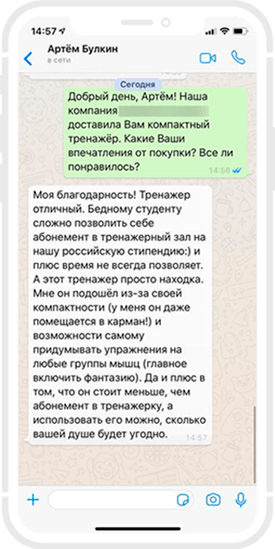 14:57
Артём Булкин
в сети
Сегодня
Добрый день, Артём! Наша
компания
доставила Вам компактный
тренажёр. Какие Ваши
впечатления от покупки? Все ли
понравилось?
14:56
Моя благодарность! Тренажер
отличный. Бедному студенту
сложно позволить себе
абонемент в тренажерный зал на
нашу российскую стипендию:) и
плюс время не всегда позволяет.
А этот тренажер просто находка.
Мне он подошёл из-за своей
компактности (у меня он даже
помещается в карман!) и
возможности самому
придумывать упражнения на
любые группы мышц (главное
включить фантазию). Да и плюс в
том, что он стоит меньше, чем
абонемент в тренажерку, а
использовать его можно, сколько
вашей душе будет угодно.
14:57